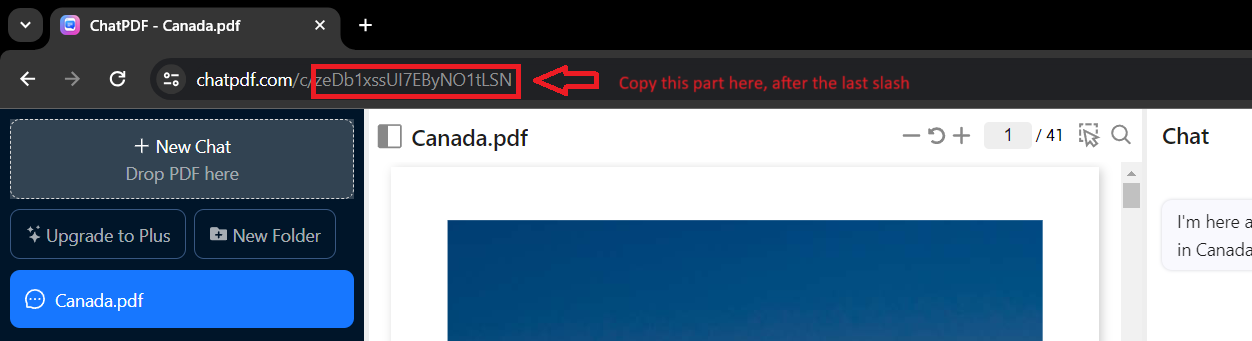 ChatPDF - Canada.pdf
chatpdf.com/c/zeDb1xssUI7EByNO1tLSN
Copy this part here, after the last slash
New Chat
Drop PDF here
Upgrade to Plus
New Folder
Canada.pdf
Canada.pdf
1 / 41
Chat
I'm here a
in Canada